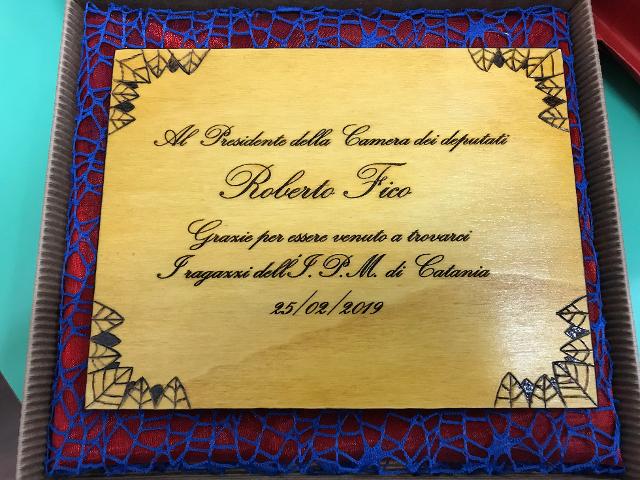 Al Presidente della Camera dei deputati
Roberto Fico
Grazie per essere venuto a trovarci
I ragazzi dell'I.P.M. di Catania
25/02/2019